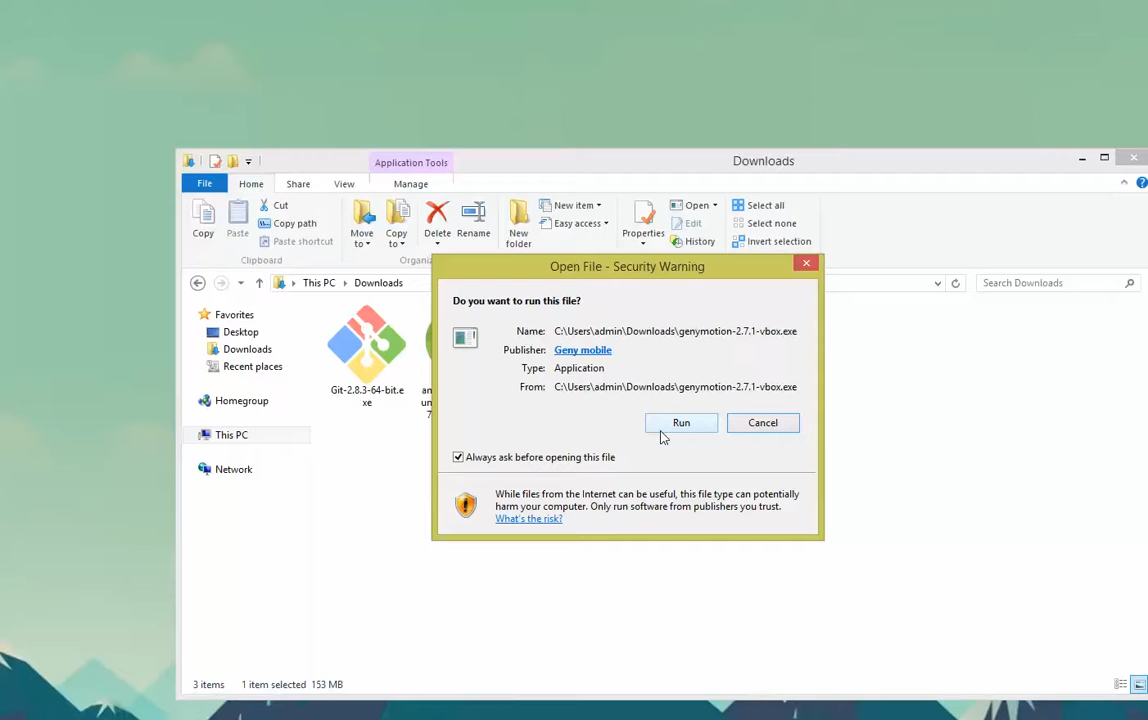 Application Tools
Downloads
File
Home
Share
View
Manage
Copy
Paste
Cut
Copy path
Paste shortcut
Clipboard
Move to
Copy to
Delete
Rename
Organiz
New folder
New item
Easy access
Properties
Open
Edit
History
Select all
Select none
Invert selection
This PC
Downloads
Search Downloads
Favorites
Desktop
Downloads
Recent places
Homegroup
This PC
Network
Git-2.8.3-64-bit.e
xe
an
un
7
Open File - Security Warning
Do you want to run this file?
Name: C:\Users\admin\Downloads\genymotion-2.7.1-vbox.exe
Publisher: Geny mobile
Type: Application
From: C:\Users\admin\Downloads\genymotion-2.7.1-vbox.exe
Run
Cancel
Always ask before opening this file
While files from the Internet can be useful, this file type can potentially
harm your computer. Only run software from publishers you trust.
What's the risk?
3 items
1 item selected 153 MB